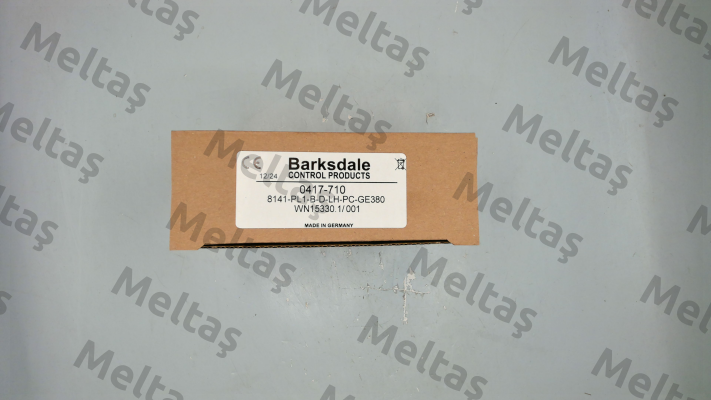 Barksdale
CONTROL PRODUCTS
12/24
0417-710
8141-PL1-B-D-LH-PC-GE380
WN15330.1/001
MADE IN GERMANY
Meltaş